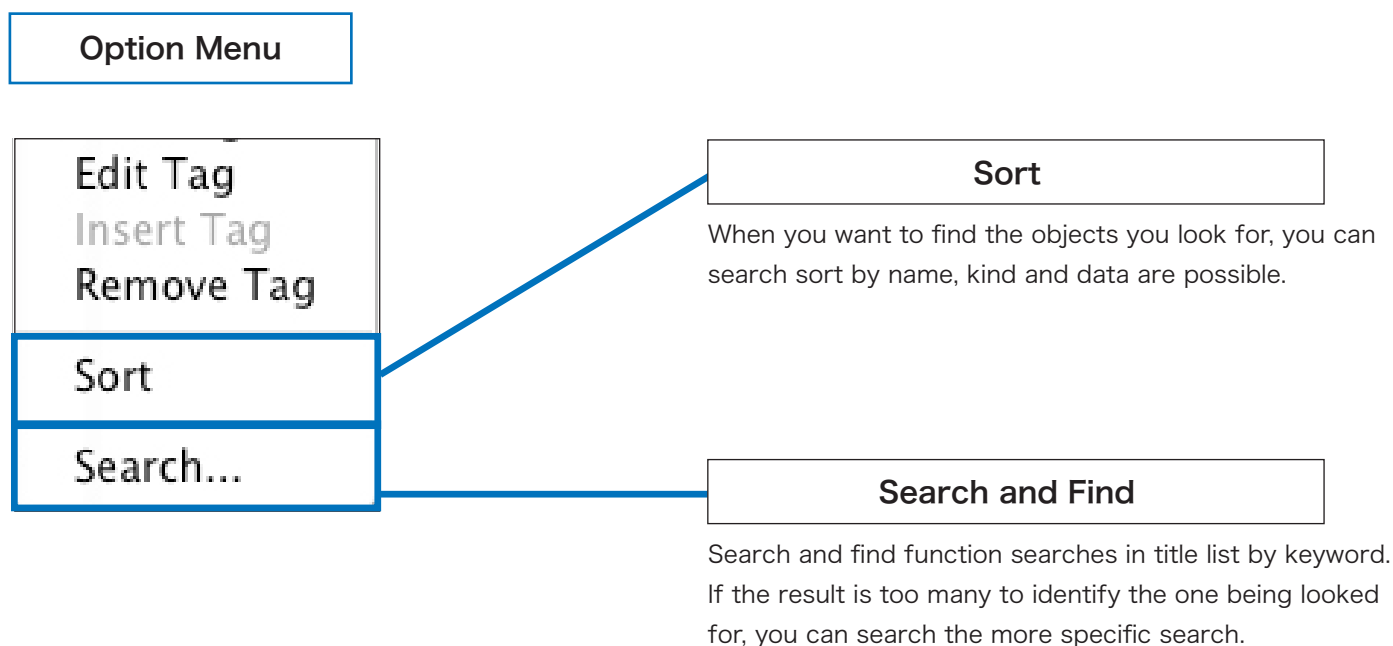 Option Menu
Edit Tag
Insert Tag
Remove Tag
Sort
Search...
Sort
When you want to find the objects you look for, you can
search sort by name, kind and data are possible.
Search and Find
Search and find function searches in title list by keyword.
If the result is too many to identify the one being looked
for, you can search the more specific search.